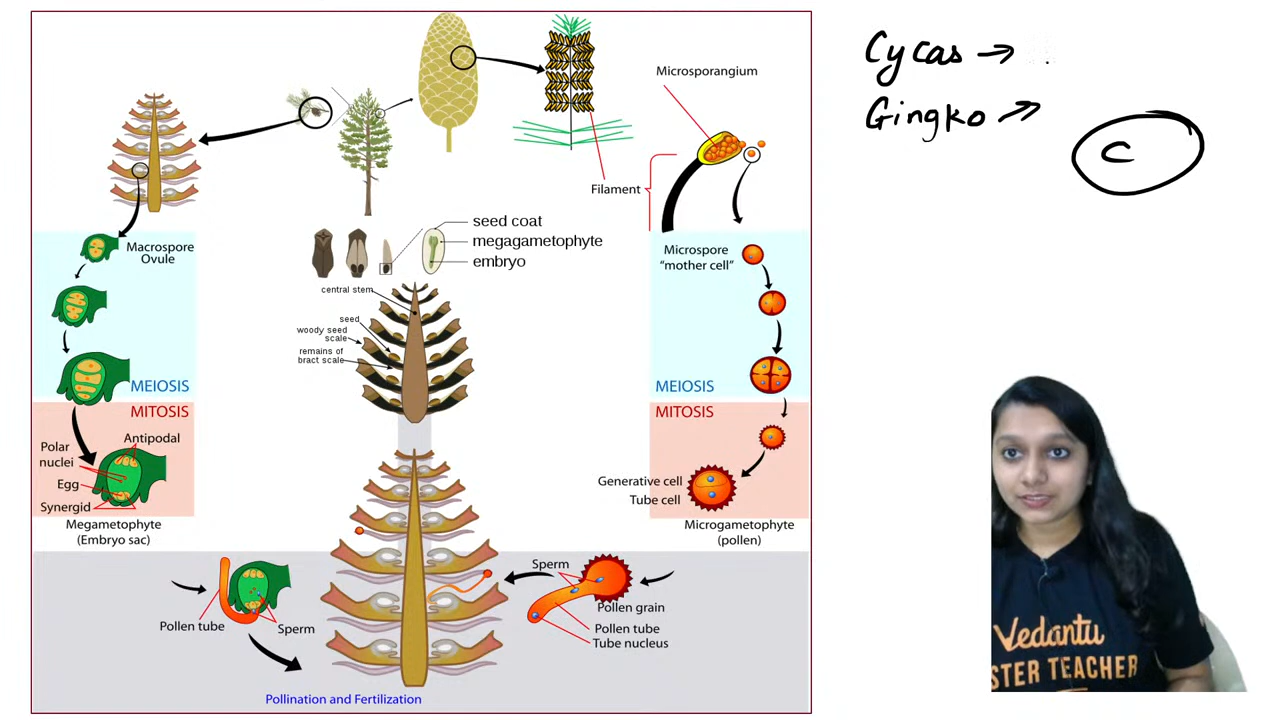 Cycas →
Gingko →
C
Microsporangium
Filament
seed coat
megagametophyte
embryo
Macrospore
Ovule
Microspore
"mother cell"
central stem
seed
woody seed
scale
remains of
bract scale
MEIOSIS
MITOSIS
MEIOSIS
MITOSIS
Antipodal
Polar
nuclei
Egg
Synergid
Megametophyte
(Embryo sac)
Generative cell
Tube cell
Microgametophyte
(pollen)
Pollen tube
Sperm
Sperm
Pollen grain
Pollen tube
Tube nucleus
Pollination and Fertilization
Vedantu
STER TEACHER